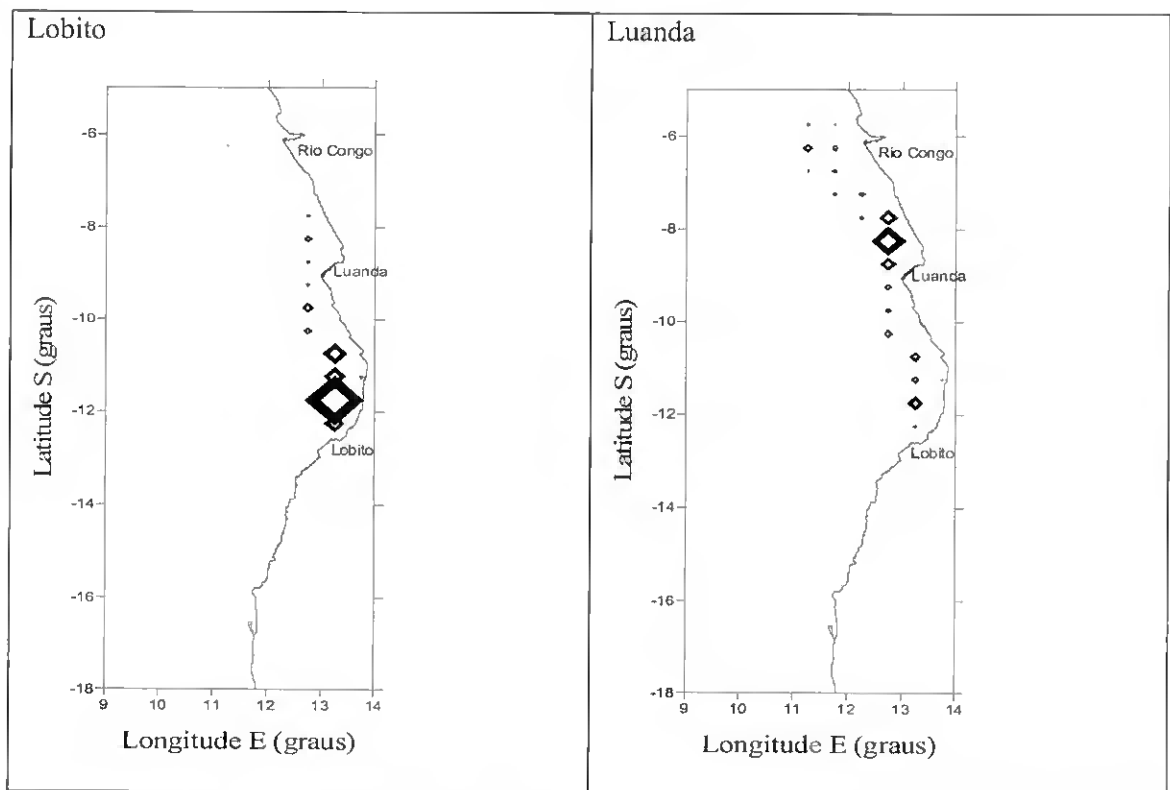 Lobito
-6
Rio Congo
-8
Luanda
-10
-12
Lobito
-14
-16
-18
9 10 11 12 13 14
Latitude S (graus)
Longitude E (graus)
Luanda
-6
Rio Congo
-8
Luanda
-10
-12
Lobito
-14
-16
-18
9 10 11 12 13 14
Latitude S (graus)
Longitude E (graus)